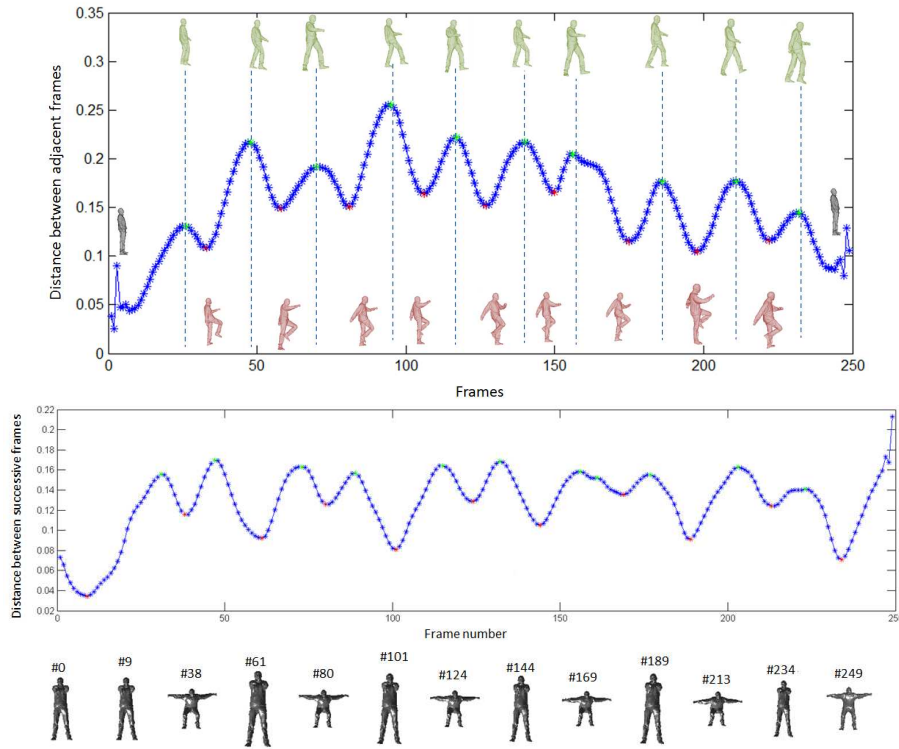 0.35
0.3
0.25
0.2
0.15
0.1
0.05
0
Distance between adjacent frames
0 50 100 150 200 250
Frames
0.22
0.2
0.18
0.16
0.14
0.12
0.1
0.08
0.06
0.04
0.02
Distance between successive frames
0 50 100 150 200 25
Frame number
#0 #9 #38 #61 #80 #101 #124 #144 #169 #189 #213 #234 #249